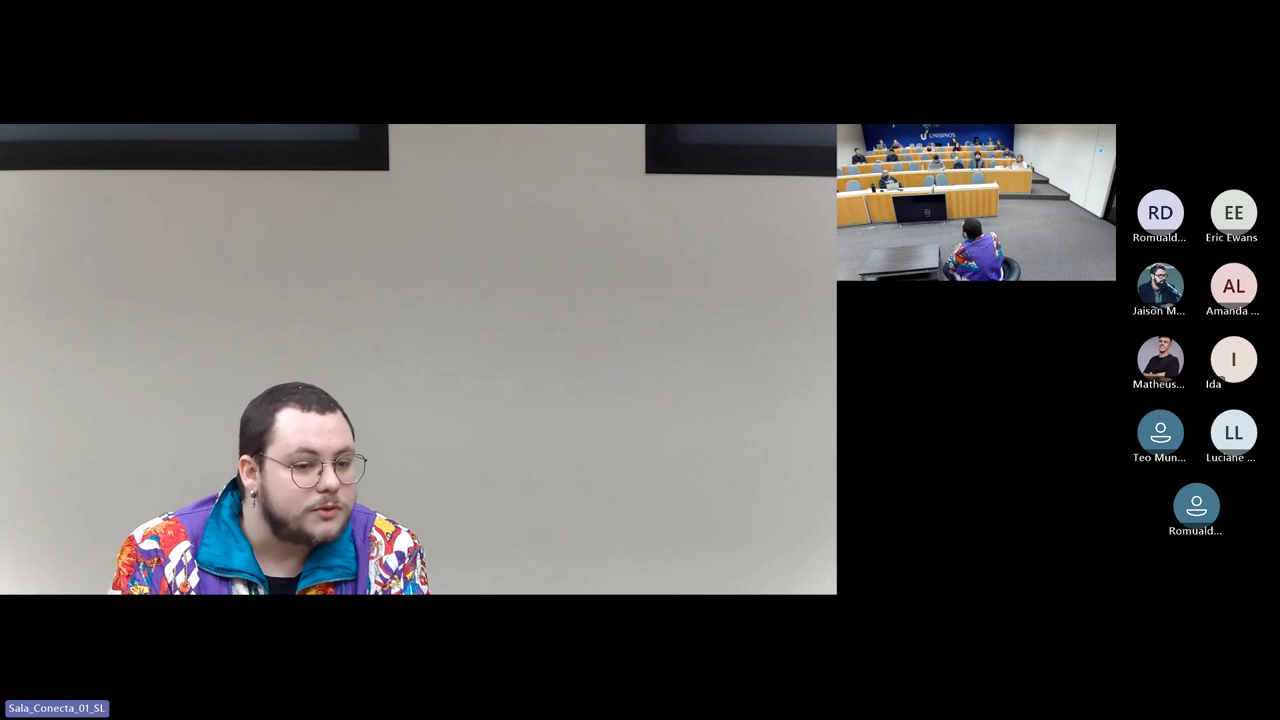 UNISINOS
RD
Romuald...
EE
Eric Ewans
Jaison M...
AL
Amanda ...
Matheus...
I
Ida
Teo Mun...
LL
Luciane ...
Romuald...
Sala_Conecta_01_SL